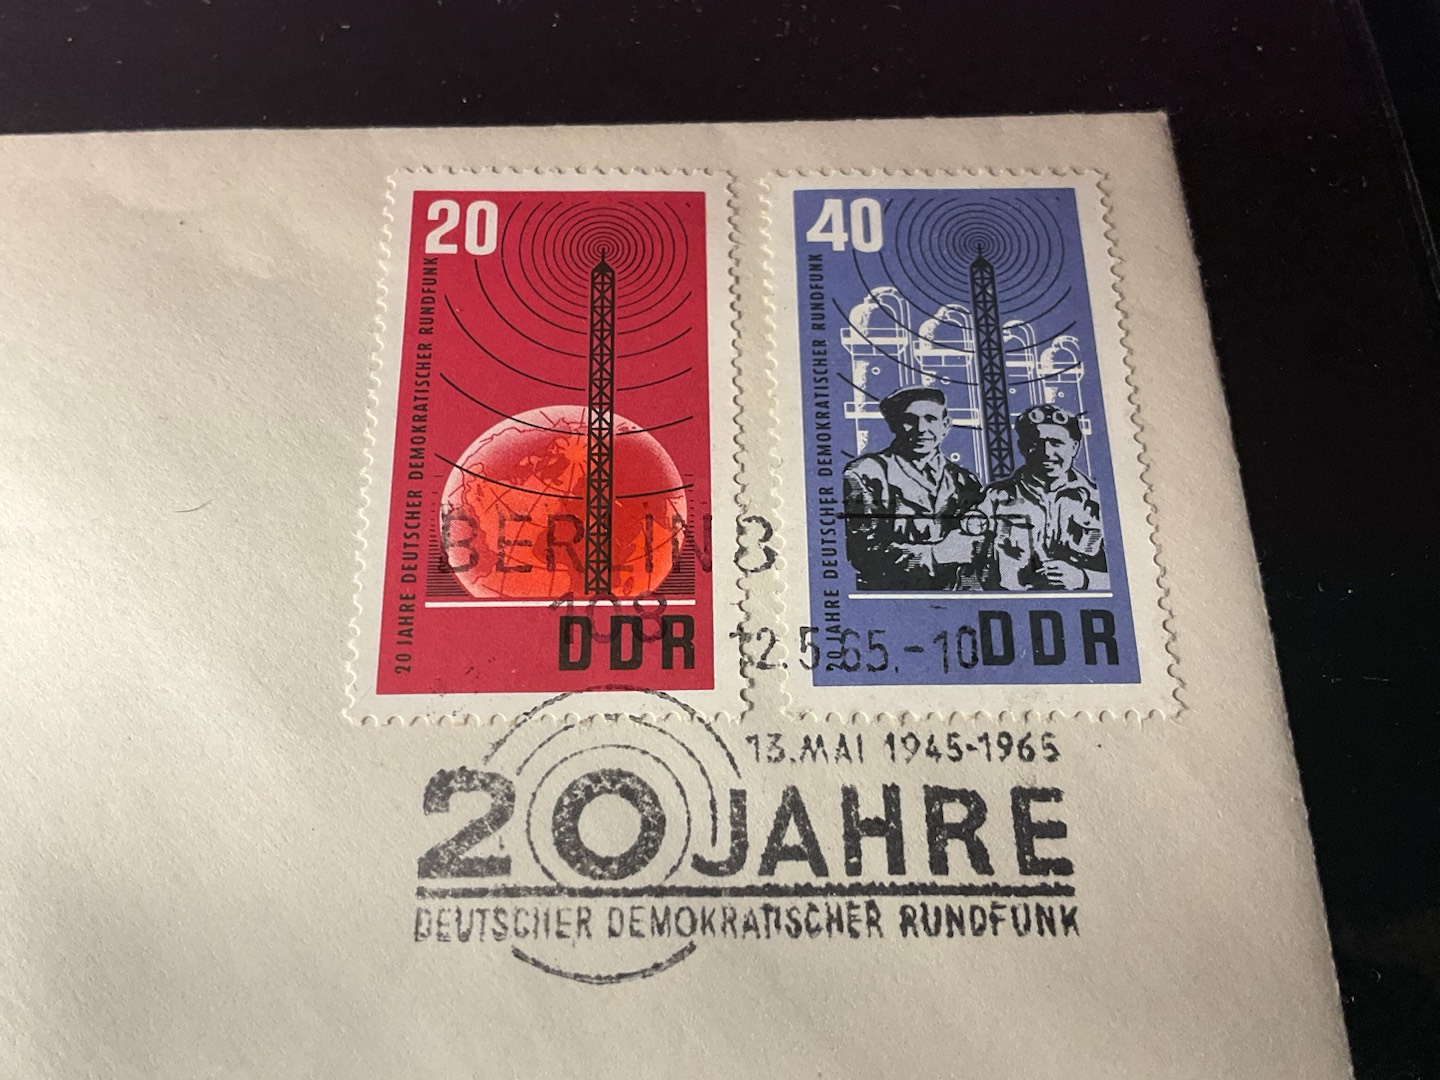 20
20 JAHRE DEUTSCHER DEMOKRATISCHER RUNDFUNK
DDR
40
20 JAHRE DEUTSCHER DEMOKRATISCHER RUNDFUNK
DDR
BERLIN C
108
12.5.65.-10
13. MAI 1945-1965
20 JAHRE
DEUTSCHER DEMOKRATISCHER RUNDFUNK